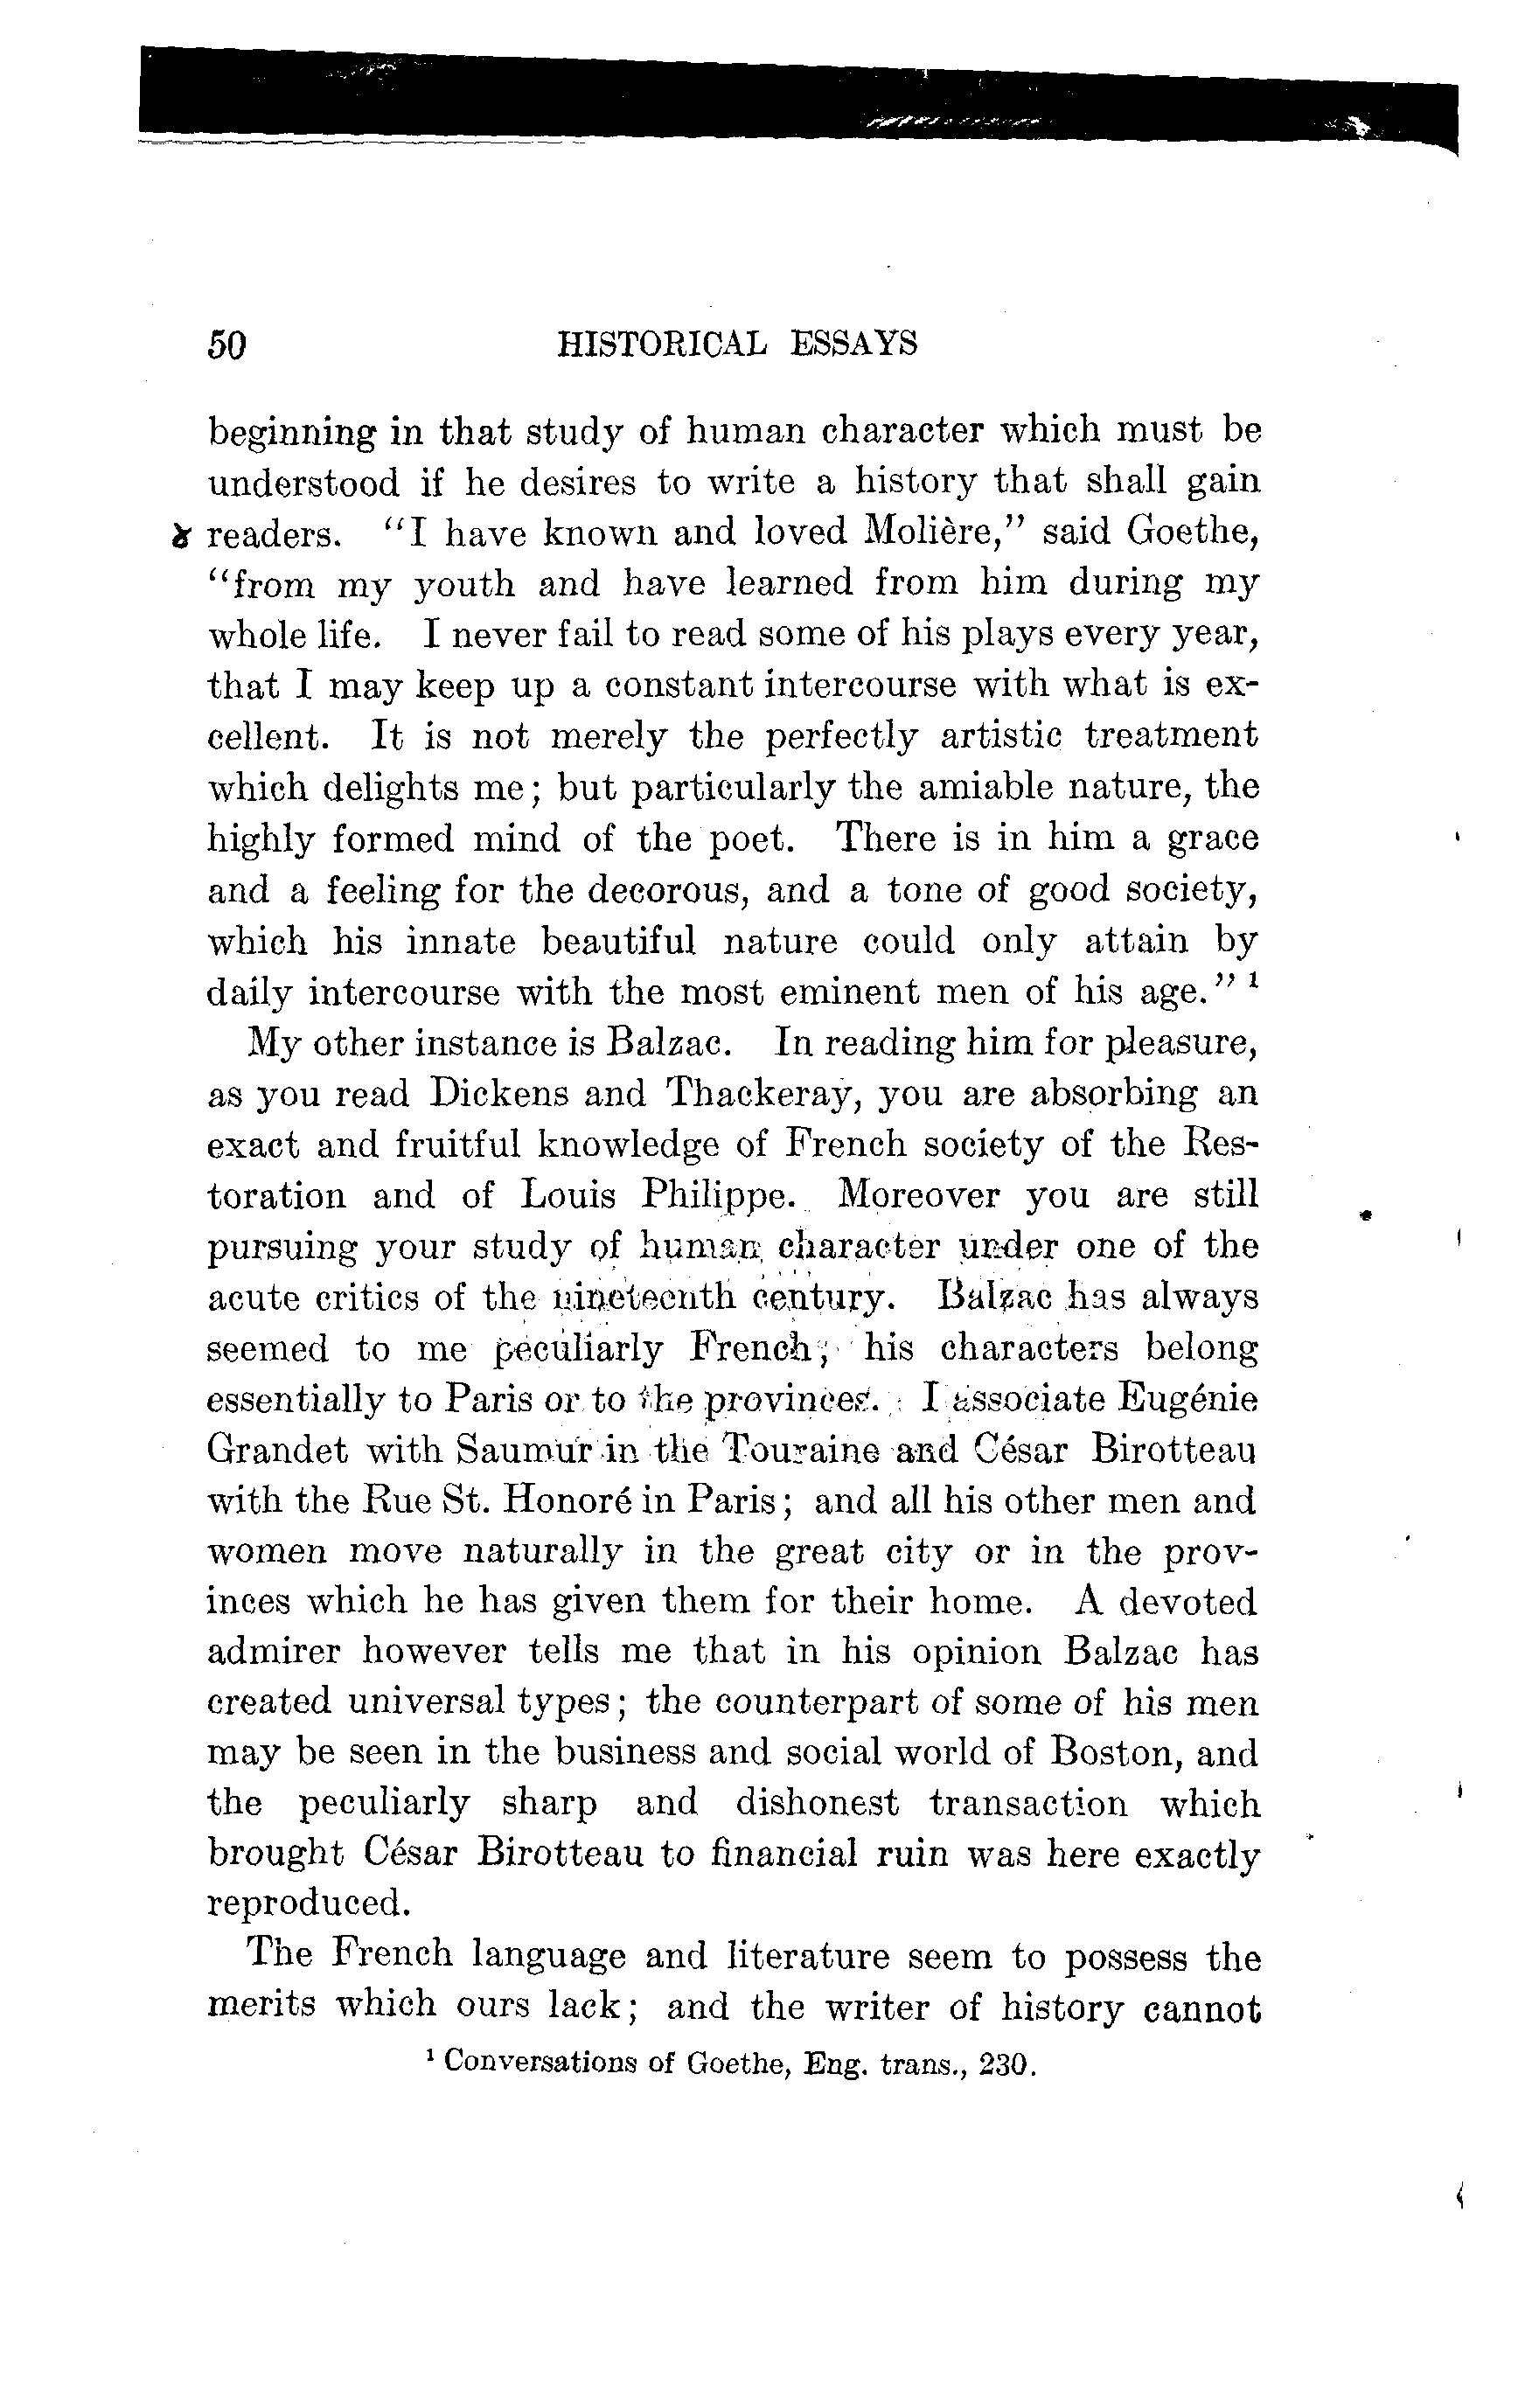 50 HISTORICAL ESSAYS
beginning in that study of human character which must be
understood if he desires to write a history that shall gain
readers. "I have known and loved Molière," said Goethe,
"from my youth and have learned from him during my
whole life. I never fail to read some of his plays every year,
that I may keep up a constant intercourse with what is ex-
cellent. It is not merely the perfectly artistic treatment
which delights me; but particularly the amiable nature, the
highly formed mind of the poet. There is in him a grace
and a feeling for the decorous, and a tone of good society,
which his innate beautiful nature could only attain by
daily intercourse with the most eminent men of his age." ¹
My other instance is Balzac. In reading him for pleasure,
as you read Dickens and Thackeray, you are absorbing an
exact and fruitful knowledge of French society of the Res-
toration and of Louis Philippe. Moreover you are still
pursuing your study of human character under one of the
acute critics of the nineteenth century. Balzac has always
seemed to me peculiarly French; his characters belong
essentially to Paris or to the provinces. I associate Eugénie
Grandet with Saumur in the Touraine and César Birotteau
with the Rue St. Honoré in Paris; and all his other men and
women move naturally in the great city or in the prov-
inces which he has given them for their home. A devoted
admirer however tells me that in his opinion Balzac has
created universal types; the counterpart of some of his men
may be seen in the business and social world of Boston, and
the peculiarly sharp and dishonest transaction which
brought César Birotteau to financial ruin was here exactly
reproduced.
The French language and literature seem to possess the
merits which ours lack; and the writer of history cannot
¹ Conversations of Goethe, Eng. trans., 230.